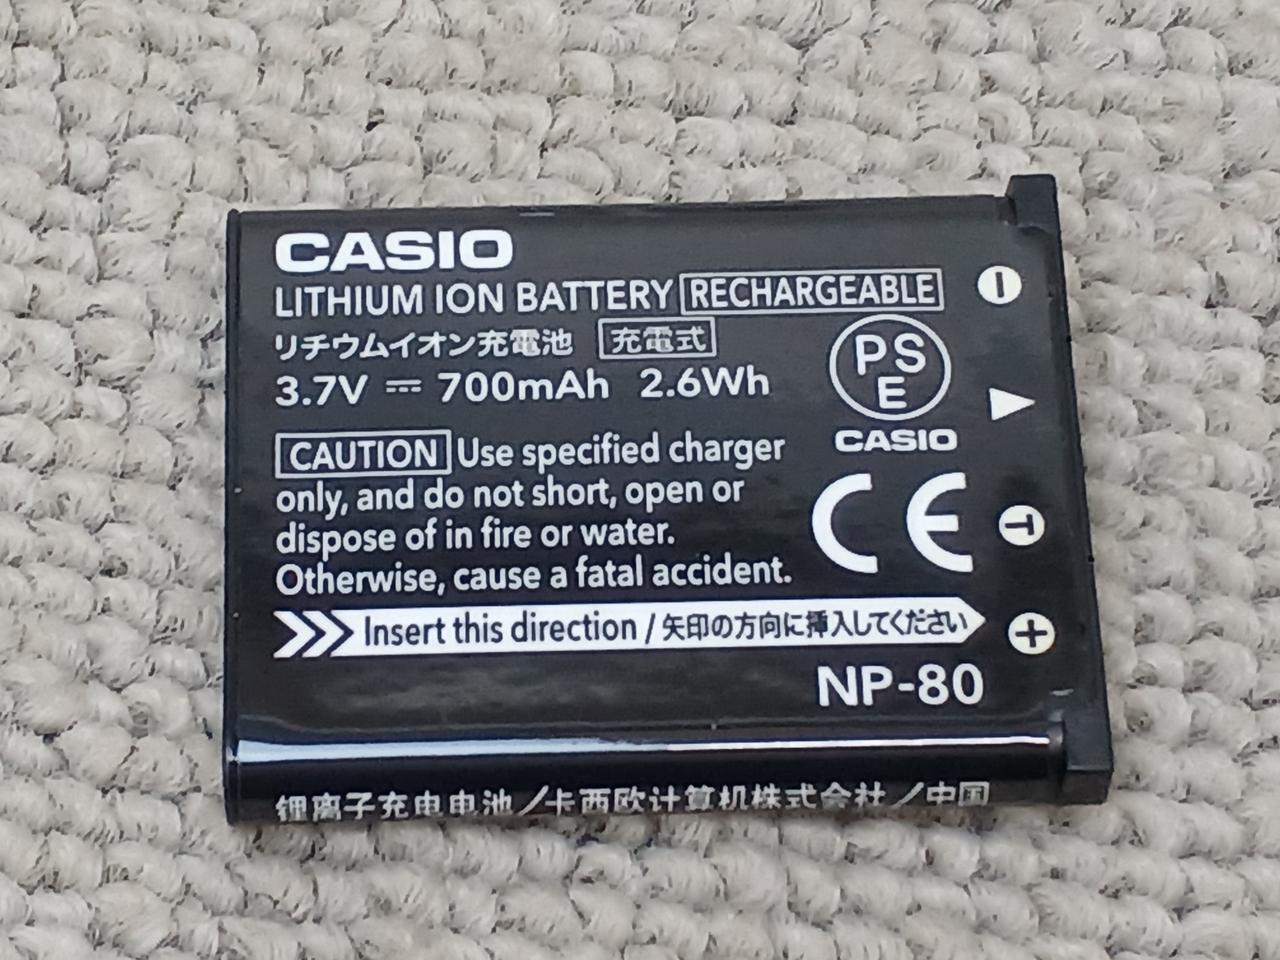 CASIO
LITHIUM ION BATTERY RECHARGEABLE
リチウムイオン充電池 充電式
3.7V ⎓ 700mAh 2.6Wh
PS
E
CASIO
CAUTION Use specified charger
only, and do not short, open or
dispose of in fire or water.
Otherwise, cause a fatal accident.
CE
−
T
+
Insert this direction / 矢印の方向に挿入してください
NP-80
锂离子充电电池／卡西欧计算机株式会社／中国